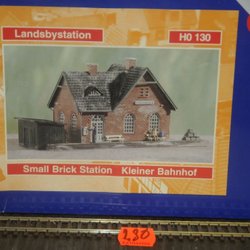 Landsbystation H0 130
Small Brick Station Kleiner Bahnhof
230